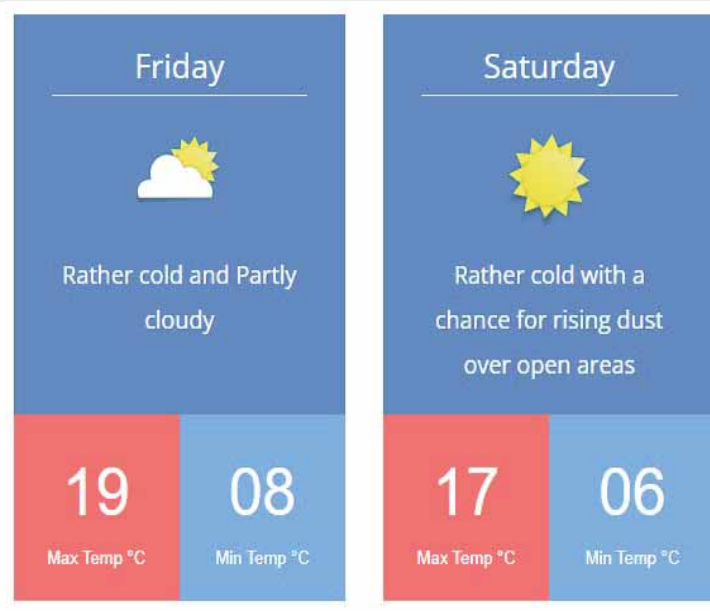 Friday
Rather cold and Partly
cloudy
19
Max Temp °C
08
Min Temp °C
Saturday
Rather cold with a
chance for rising dust
over open areas
17
Max Temp °C
06
Min Temp °C